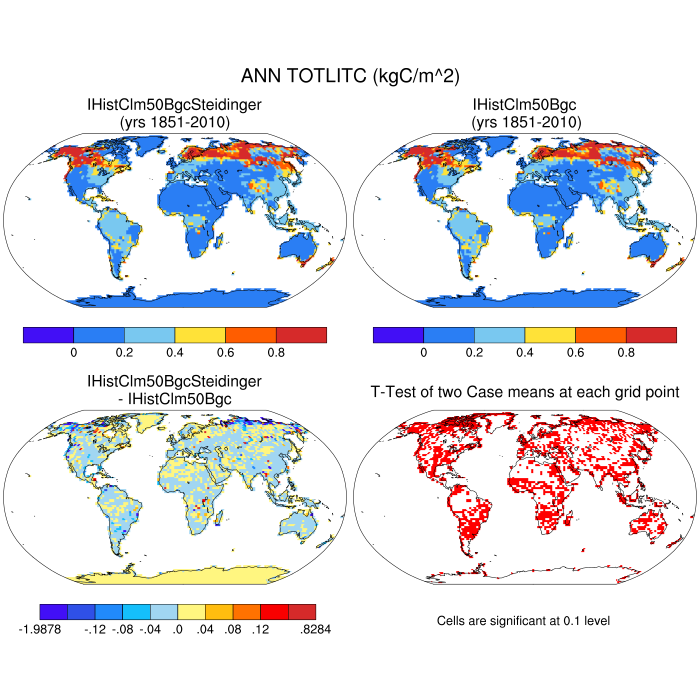 ANN TOTLITC (kgC/m^2)
IHistClm50BgcSteidinger
(yrs 1851-2010)
IHistClm50Bgc
(yrs 1851-2010)
0 0.2 0.4 0.6 0.8
0 0.2 0.4 0.6 0.8
IHistClm50BgcSteidinger
- IHistClm50Bgc
T-Test of two Case means at each grid point
-1.9878 -.12 -.08 -.04 .0 .04 .08 .12 .8284
Cells are significant at 0.1 level